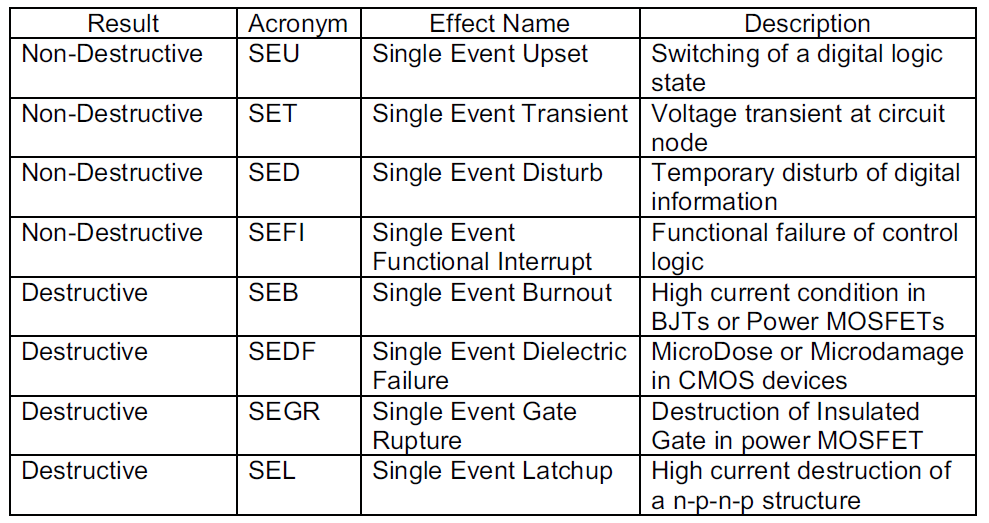 Result Acronym Effect Name Description
Non-Destructive SEU Single Event Upset Switching of a digital logic
state
Non-Destructive SET Single Event Transient Voltage transient at circuit
node
Non-Destructive SED Single Event Disturb Temporary disturb of digital
information
Non-Destructive SEFI Single Event Functional failure of control
Functional Interrupt logic
Destructive SEB Single Event Burnout High current condition in
BJTs or Power MOSFETs
Destructive SEDF Single Event Dielectric MicroDose or Microdamage
Failure in CMOS devices
Destructive SEGR Single Event Gate Destruction of Insulated
Rupture Gate in power MOSFET
Destructive SEL Single Event Latchup High current destruction of
a n-p-n-p structure